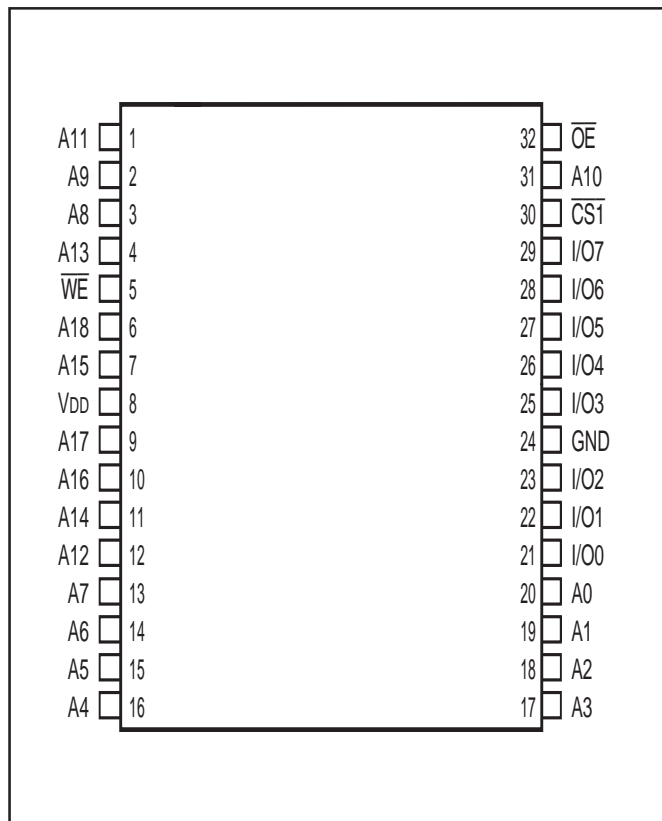 A11 1 32 O̅E̅
A9 2 31 A10
A8 3 30 C̅S̅1̅
A13 4 29 I/O7
W̅E̅ 5 28 I/O6
A18 6 27 I/O5
A15 7 26 I/O4
VDD 8 25 I/O3
A17 9 24 GND
A16 10 23 I/O2
A14 11 22 I/O1
A12 12 21 I/O0
A7 13 20 A0
A6 14 19 A1
A5 15 18 A2
A4 16 17 A3